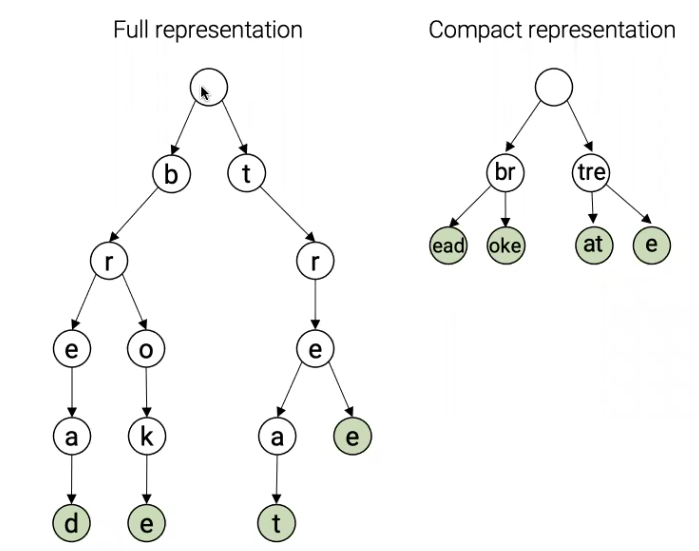 Full representation
Compact representation
b t
br tre
r r
ead oke at e
e o e
a k a e
d e t